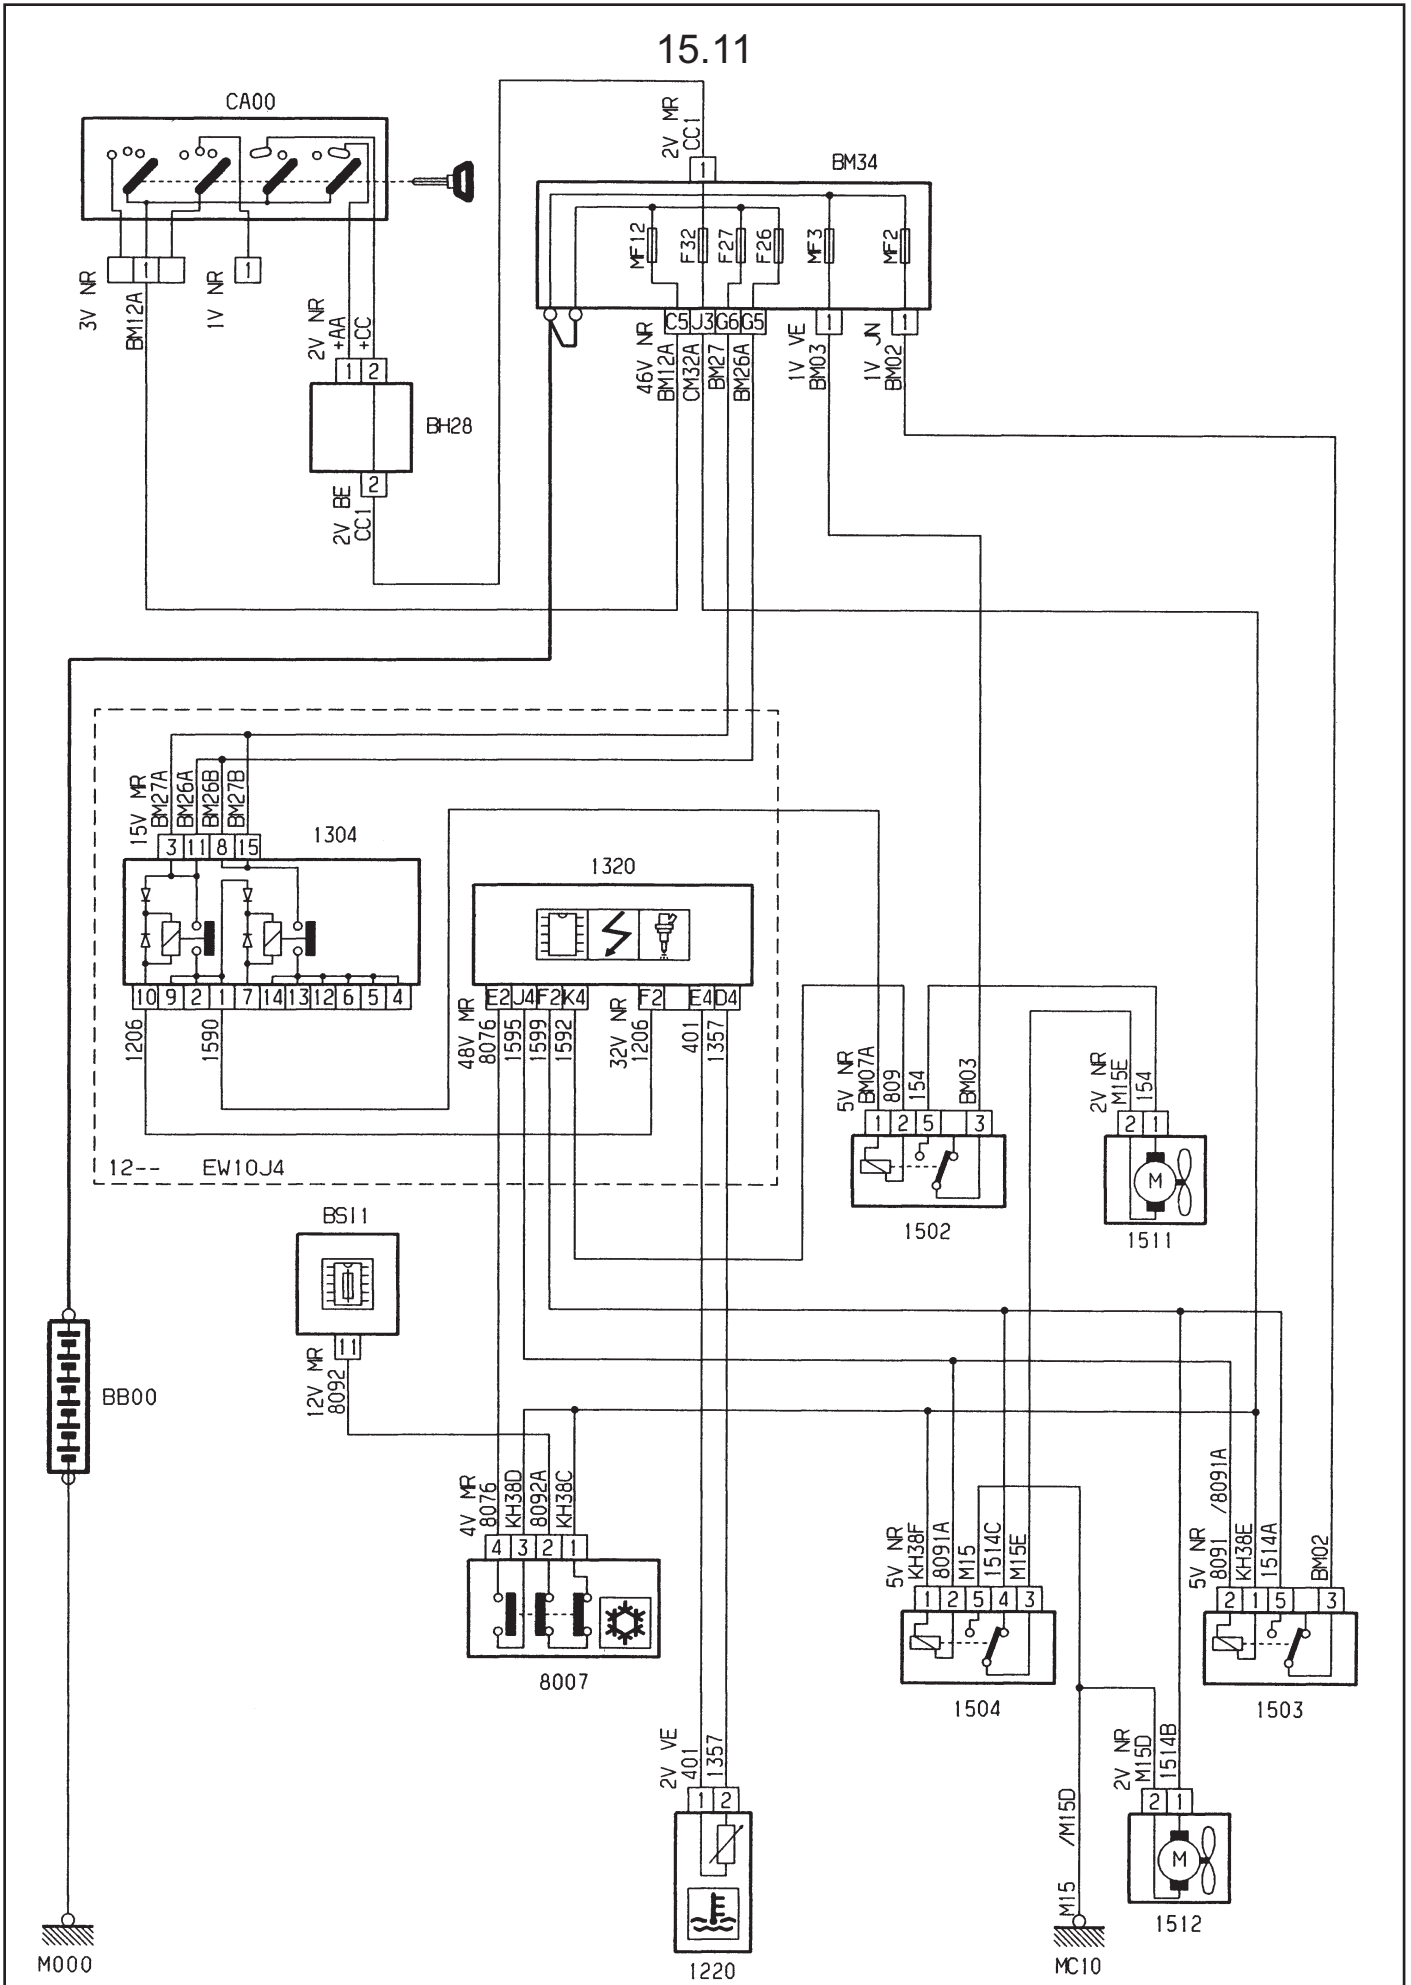 15.11
CA00
2V MR
CC1
1
BM34
MF12
F32
F27
F26
MF3
MF2
3V NR
1
BM12A
1V NR
1
2V NR
+AA
+CC
1 2
BH28
2
2V BE
CC1
C5 J3 G6 G5
1
1
46V NR
BM12A
CM32A
BM27
BM26A
1V VE
BM03
1V JN
BM02
15V MR
BM27A
BM26A
BM26B
BM27B
3 11 8 15
1304
1320
10 9 2 1 7 14 13 12 6 5 4
1206
1590
E2 J4 F2 K4
F2 E4 D4
48V MR
8076
1595
1599
1592
32V NR
1206
401
1357
12-- EW10J4
5V NR
BM07A
809
154
BM03
1 2 5 3
1502
2V NR
M15E
154
2 1
M
1511
BSI1
11
12V MR
8092
BB00
4V MR
8076
KH38D
8092A
KH38C
4 3 2 1
8007
5V NR
KH38F
8091A
M15
1514C
M15E
1 2 5 4 3
1504
5V NR
8091
/8091A
KH38E
1514A
BM02
2 1 5 3
1503
2V VE
401
1357
1 2
1220
2V NR
M15D
1514B
2 1
M
1512
M15
/M15D
MC10
M000